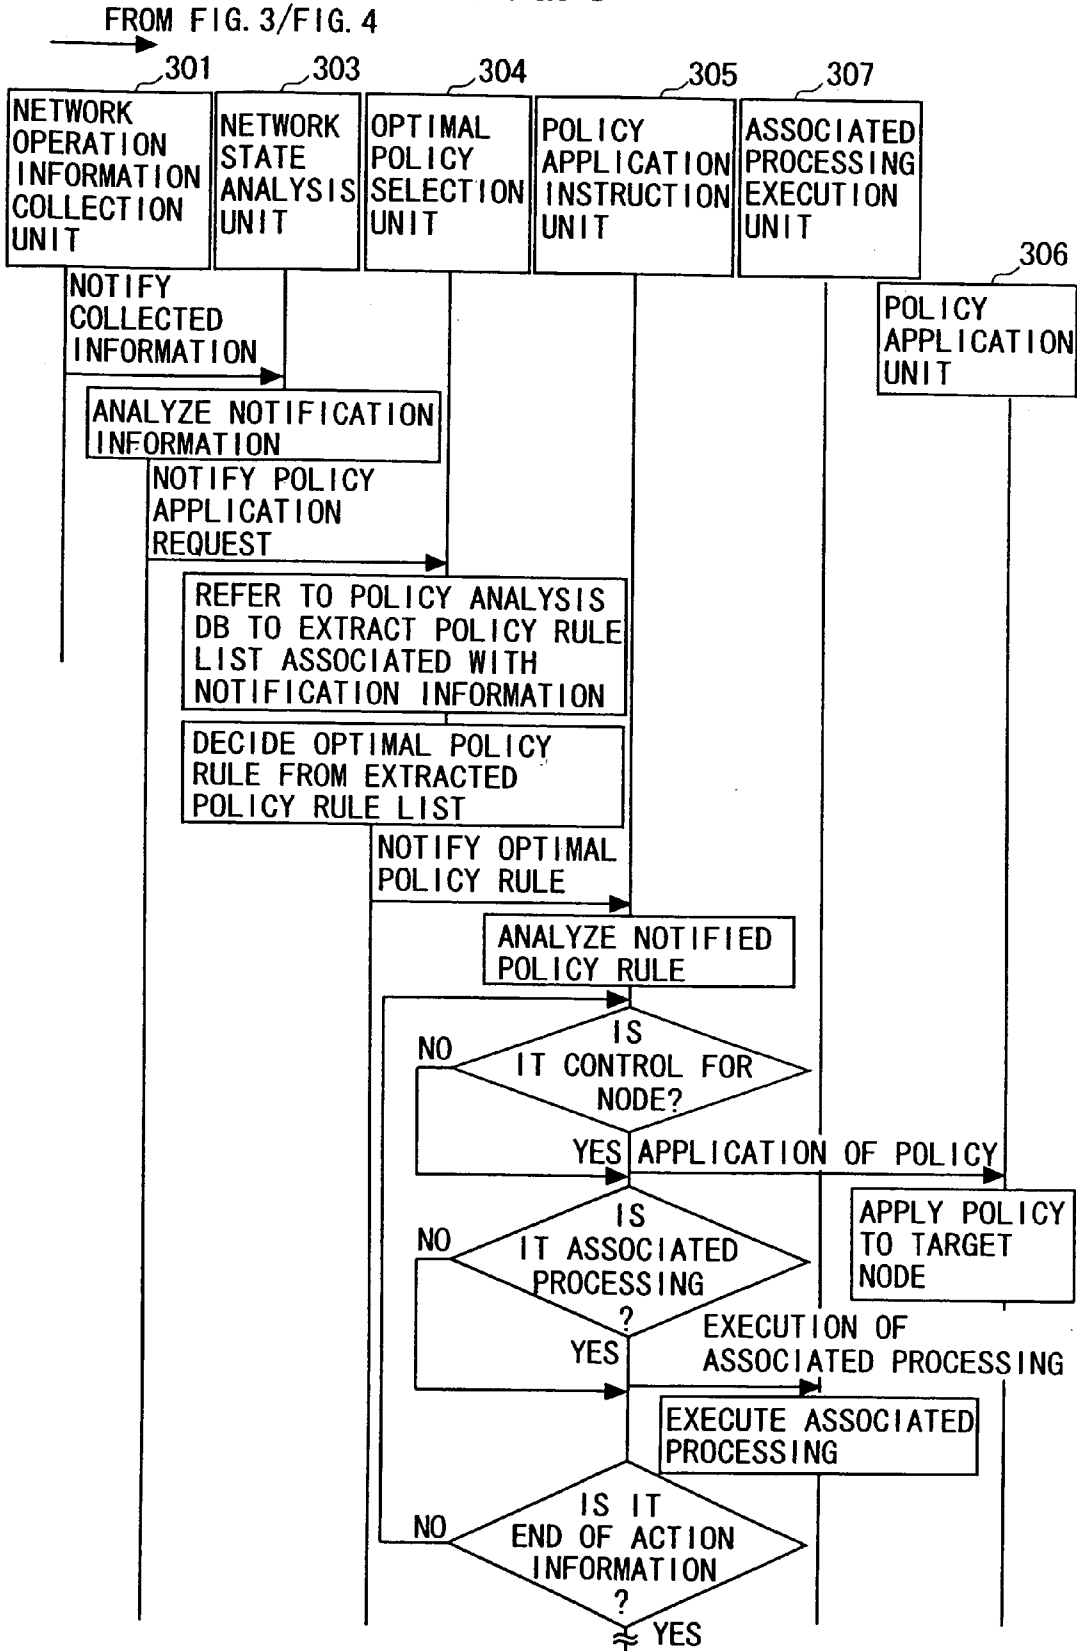 FROM FIG. 3/FIG. 4
301
303
304
305
307
NETWORK
OPERATION
INFORMATION
COLLECTION
UNIT
NETWORK
STATE
ANALYSIS
UNIT
OPTIMAL
POLICY
SELECTION
UNIT
POLICY
APPLICATION
INSTRUCTION
UNIT
ASSOCIATED
PROCESSING
EXECUTION
UNIT
306
POLICY
APPLICATION
UNIT
NOTIFY
COLLECTED
INFORMATION
ANALYZE NOTIFICATION
INFORMATION
NOTIFY POLICY
APPLICATION
REQUEST
REFER TO POLICY ANALYSIS
DB TO EXTRACT POLICY RULE
LIST ASSOCIATED WITH
NOTIFICATION INFORMATION
DECIDE OPTIMAL POLICY
RULE FROM EXTRACTED
POLICY RULE LIST
NOTIFY OPTIMAL
POLICY RULE
ANALYZE NOTIFIED
POLICY RULE
IS
IT CONTROL FOR
NODE?
NO
YES
APPLICATION OF POLICY
APPLY POLICY
TO TARGET
NODE
IS
IT ASSOCIATED
PROCESSING
?
NO
YES
EXECUTION OF
ASSOCIATED PROCESSING
EXECUTE ASSOCIATED
PROCESSING
IS IT
END OF ACTION
INFORMATION
?
NO
YES